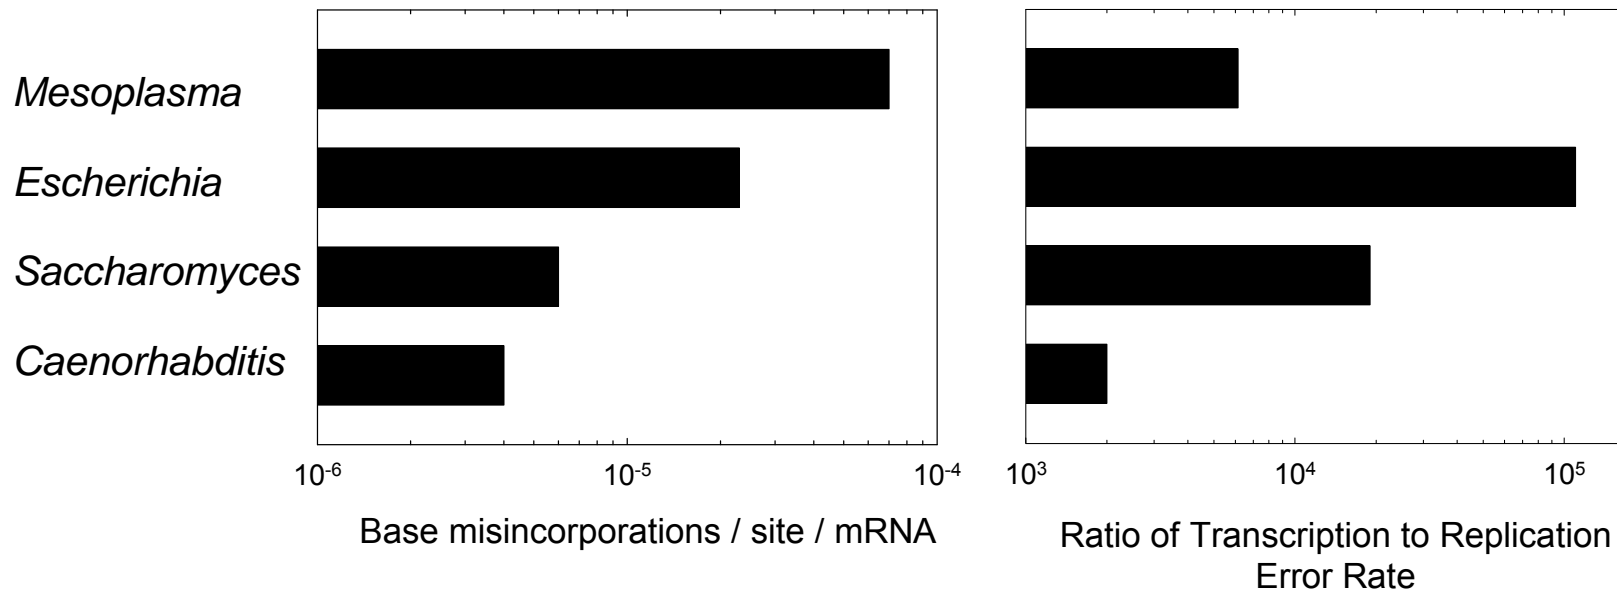 Mesoplasma
Escherichia
Saccharomyces
Caenorhabditis
10⁻⁶ 10⁻⁵ 10⁻⁴
Base misincorporations / site / mRNA
10³ 10⁴ 10⁵
Ratio of Transcription to Replication
Error Rate